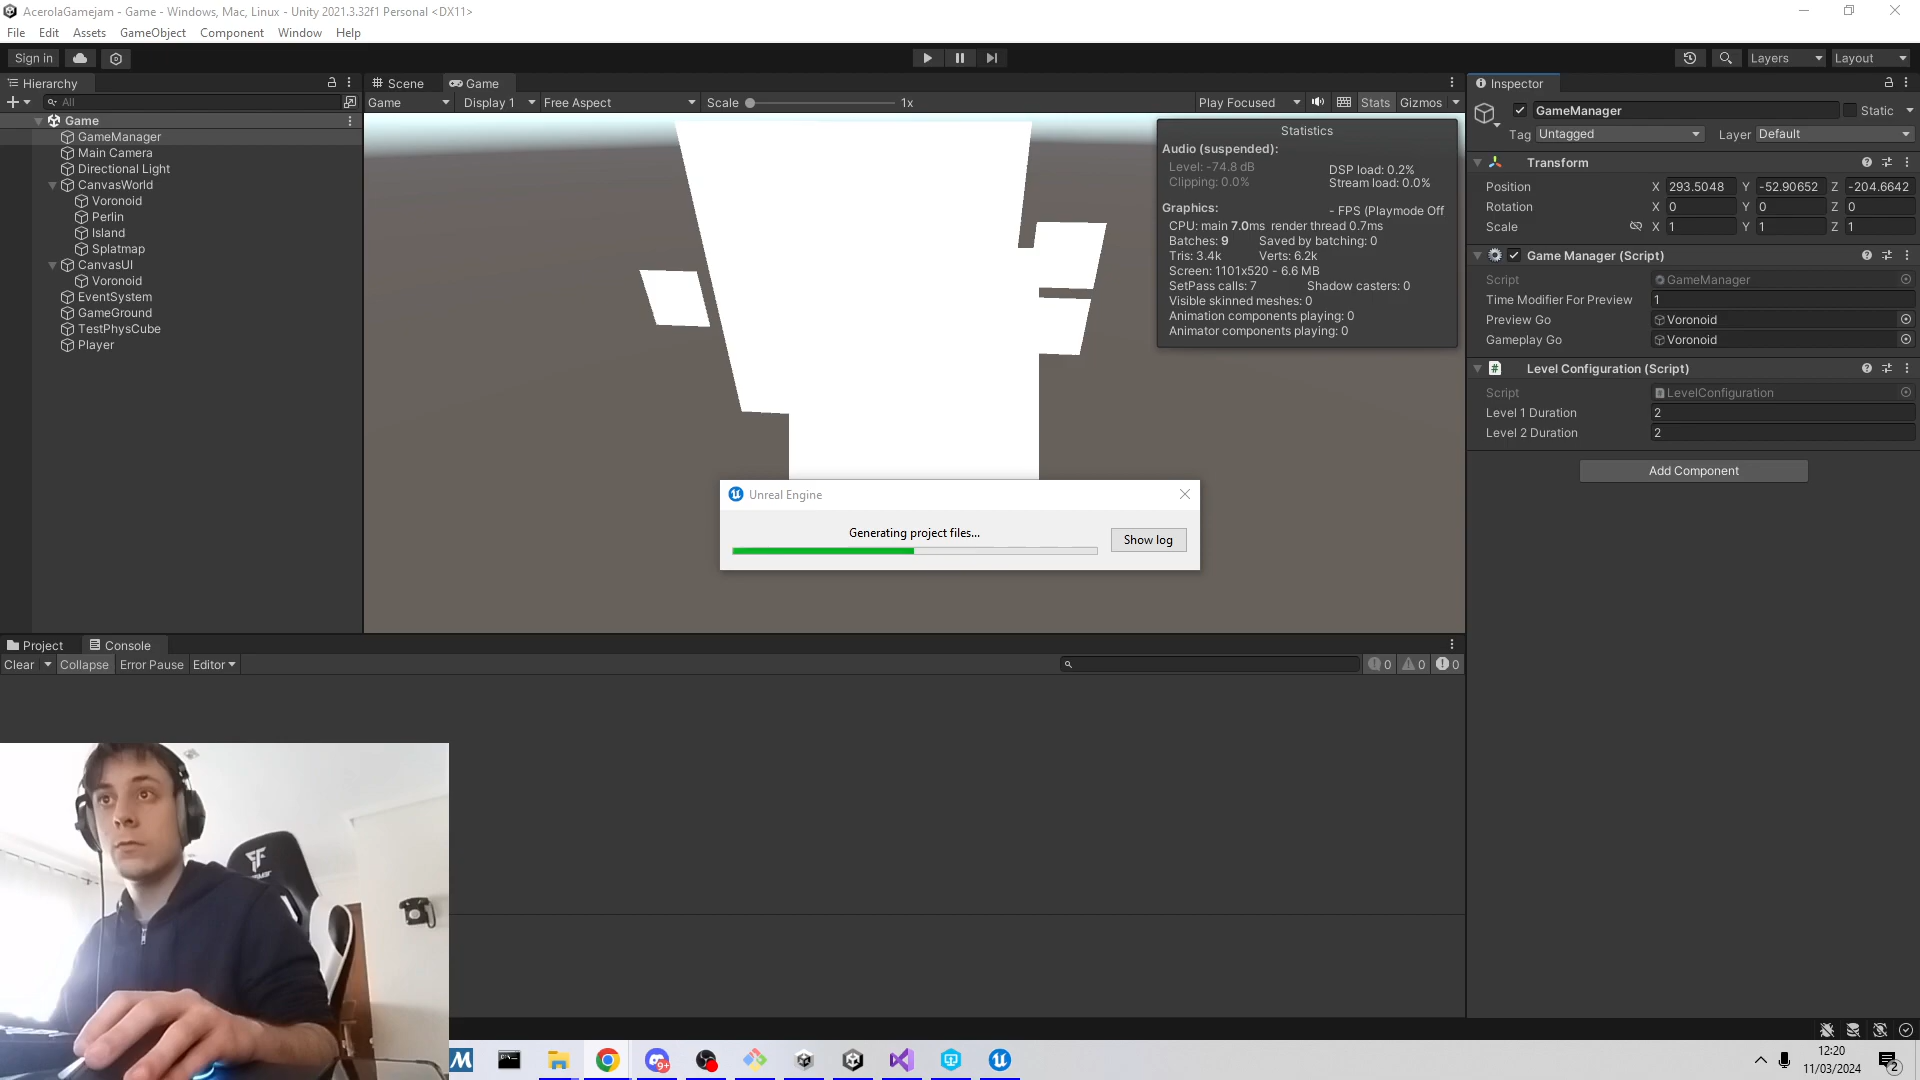 AcerolaGamejam - Game - Windows, Mac, Linux - Unity 2021.3.32f1 Personal <DX11>
File Edit Assets GameObject Component Window Help
Sign in
Layers Layout
Hierarchy
All
Game
GameManager
Main Camera
Directional Light
CanvasWorld
Voronoid
Perlin
Island
Splatmap
CanvasUI
Voronoid
EventSystem
GameGround
TestPhysCube
Player
Scene Game
Game Display 1 Free Aspect Scale 1x Play Focused Stats Gizmos
Statistics
Audio (suspended):
Level: -74.8 dB DSP load: 0.2%
Clipping: 0.0% Stream load: 0.0%
Graphics: - FPS (Playmode Off
CPU: main 7.0ms render thread 0.7ms
Batches: 9 Saved by batching: 0
Tris: 3.4k Verts: 6.2k
Screen: 1101x520 - 6.6 MB
SetPass calls: 7 Shadow casters: 0
Visible skinned meshes: 0
Animation components playing: 0
Animator components playing: 0
Unreal Engine
Generating project files...
Show log
Inspector
GameManager Static
Tag Untagged Layer Default
Transform
Position X 293.5048 Y -52.90652 Z -204.6642
Rotation X 0 Y 0 Z 0
Scale X 1 Y 1 Z 1
Game Manager (Script)
Script GameManager
Time Modifier For Preview 1
Preview Go Voronoid
Gameplay Go Voronoid
# Level Configuration (Script)
Script LevelConfiguration
Level 1 Duration 2
Level 2 Duration 2
Add Component
Project Console
Clear Collapse Error Pause Editor
0 0 0
9+
12:20
11/03/2024
2